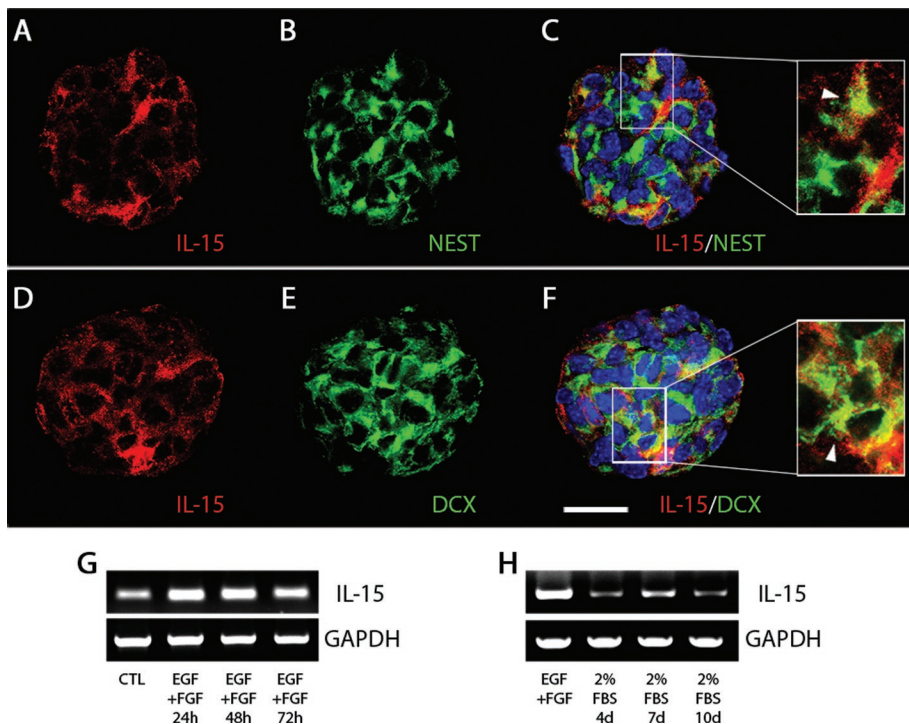 A
B
C
IL-15
NEST
IL-15/NEST
D
E
F
IL-15
DCX
IL-15/DCX
G
IL-15
GAPDH
CTL
EGF
+FGF
24h
EGF
+FGF
48h
EGF
+FGF
72h
H
IL-15
GAPDH
EGF
+FGF
2%
FBS
4d
2%
FBS
7d
2%
FBS
10d